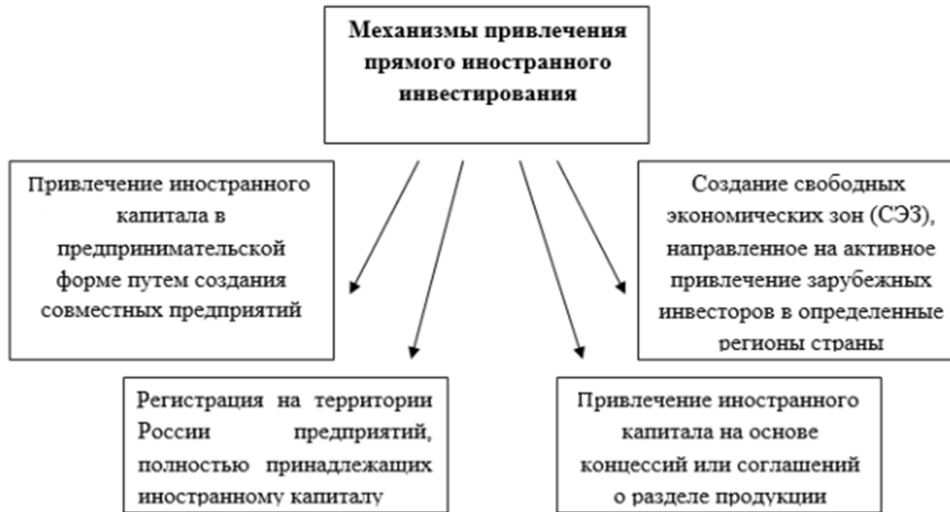 Механизмы привлечения
прямого иностранного
инвестирования
Привлечение иностранного
капитала в
предпринимательской
форме путем создания
совместных предприятий
Создание свободных
экономических зон (СЭЗ),
направленное на активное
привлечение зарубежных
инвесторов в определенные
регионы страны
Регистрация на территории
России предприятий,
полностью принадлежащих
иностранному капиталу
Привлечение иностранного
капитала на основе
концессий или соглашений
о разделе продукции